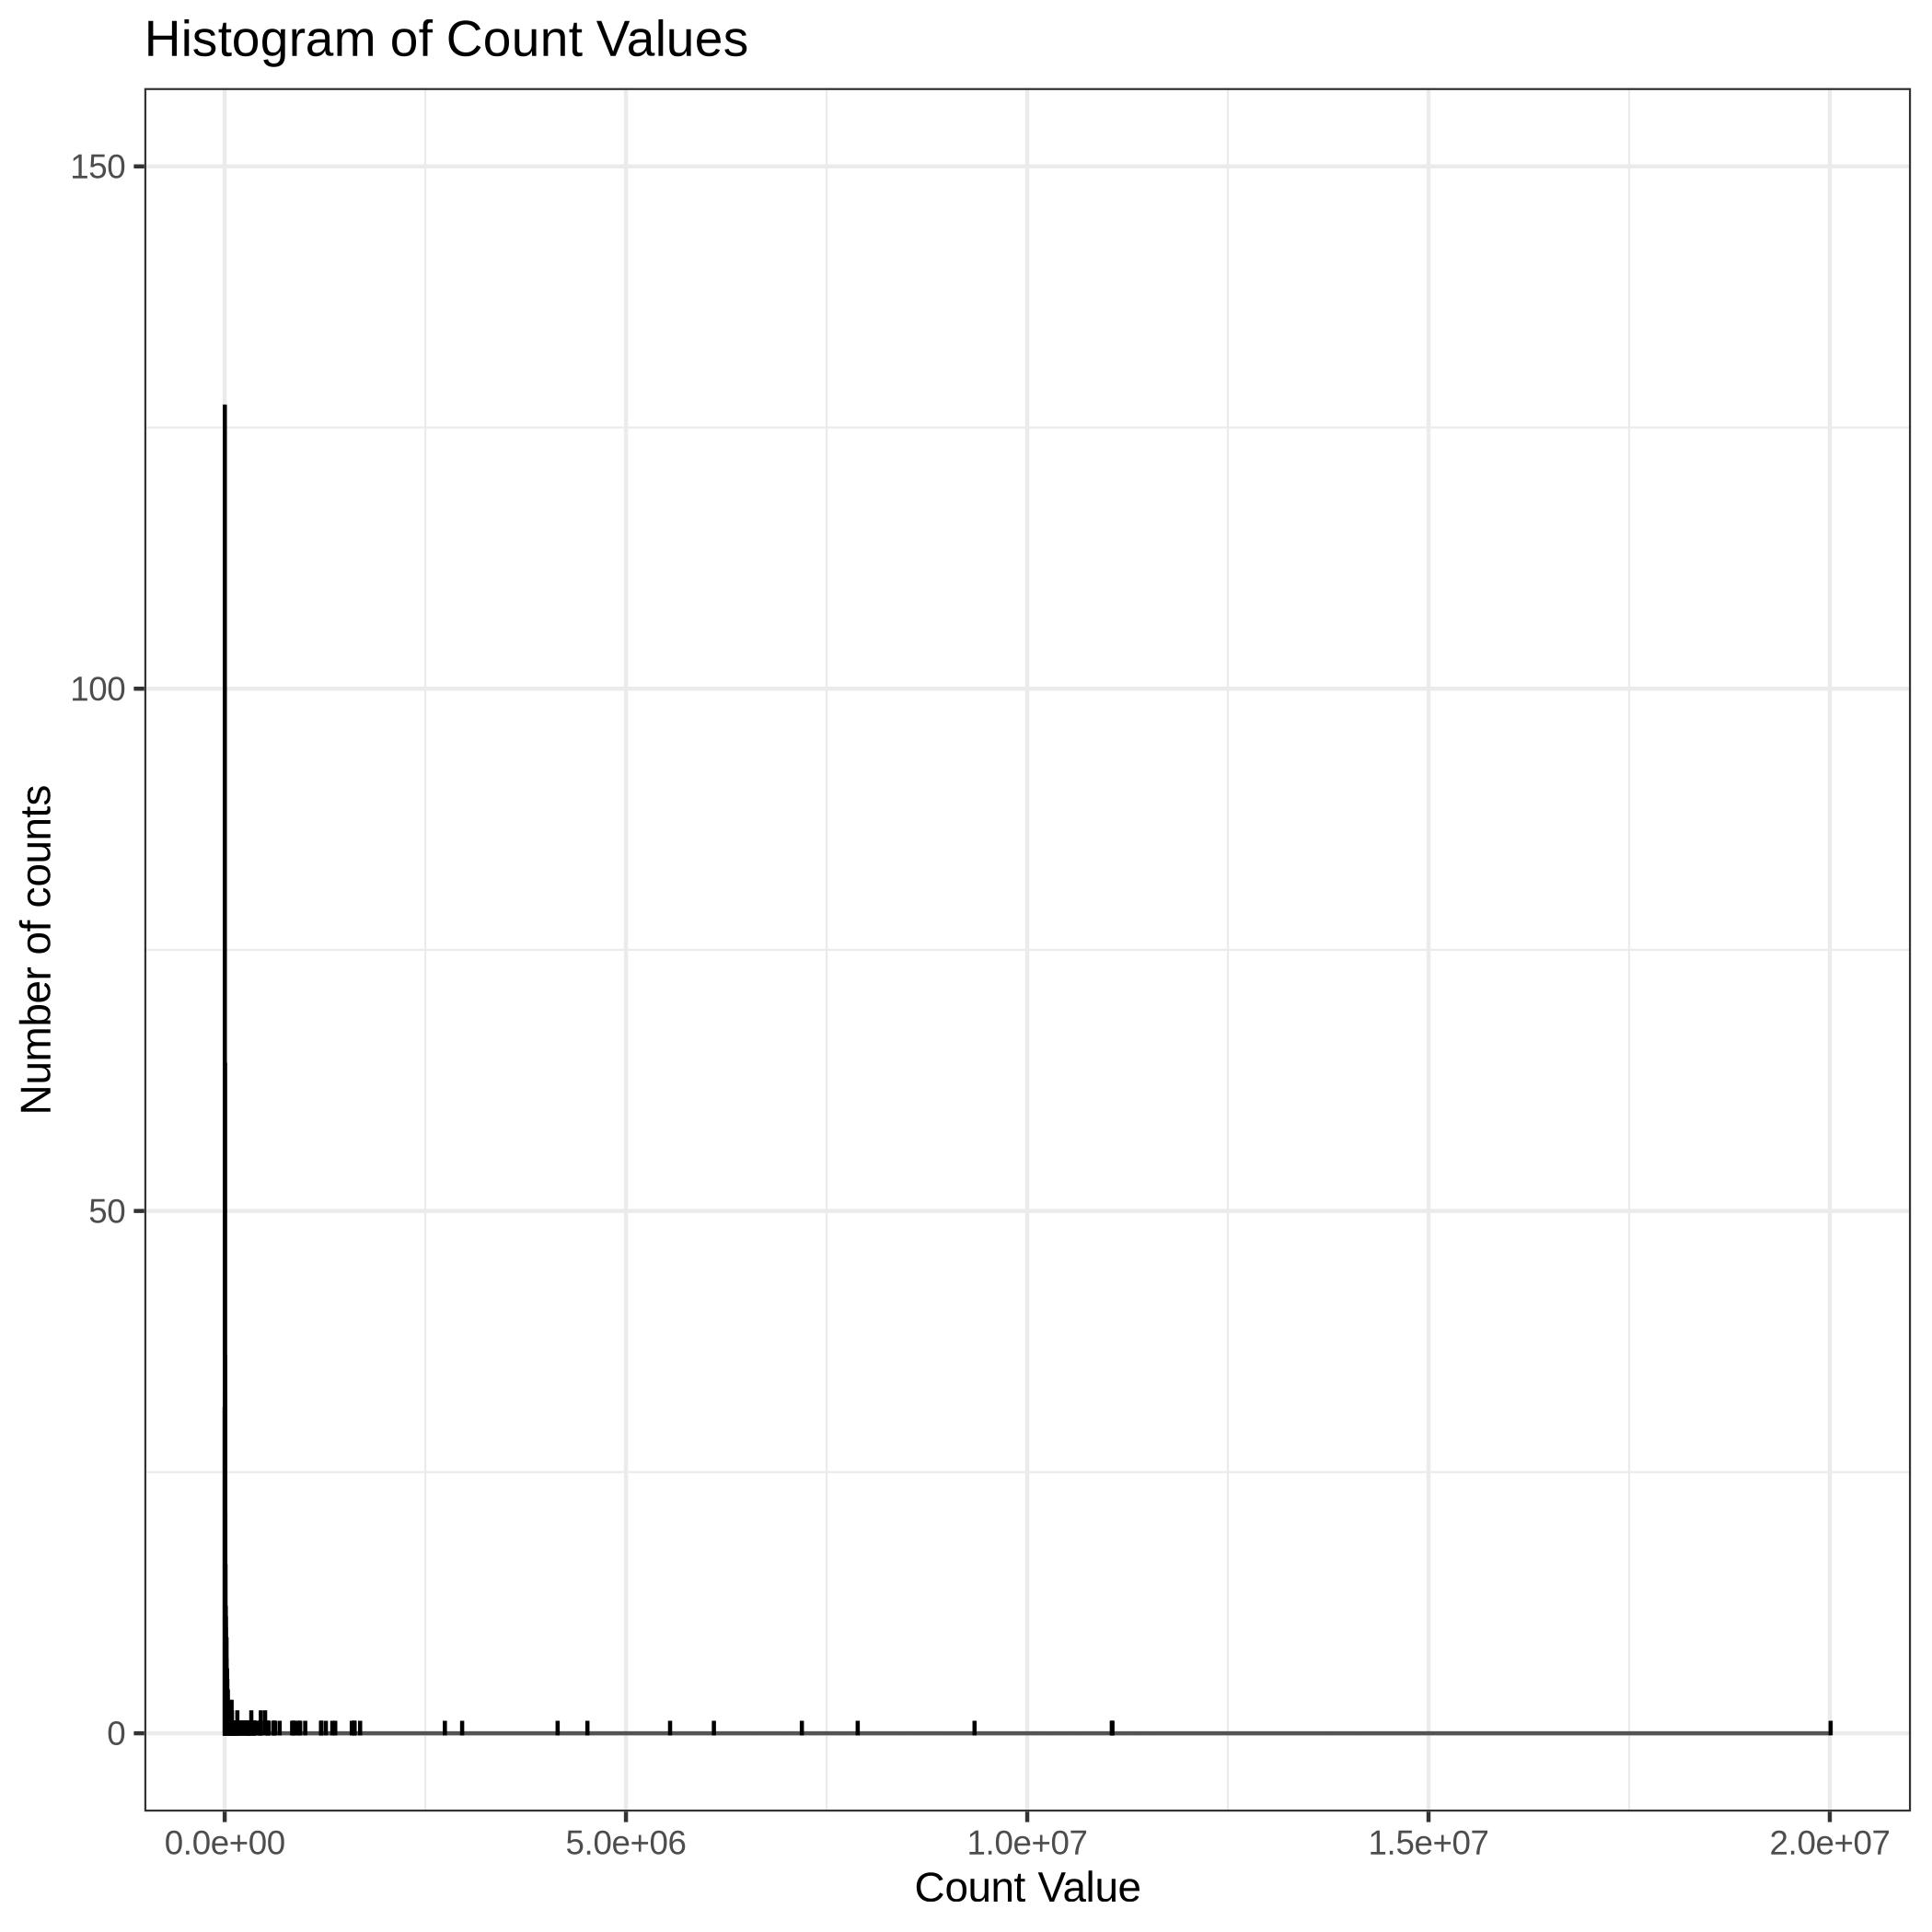 Histogram of Count Values
150
100
50
0
Number of counts
0.0e+00
5.0e+06
1.0e+07
1.5e+07
2.0e+07
Count Value